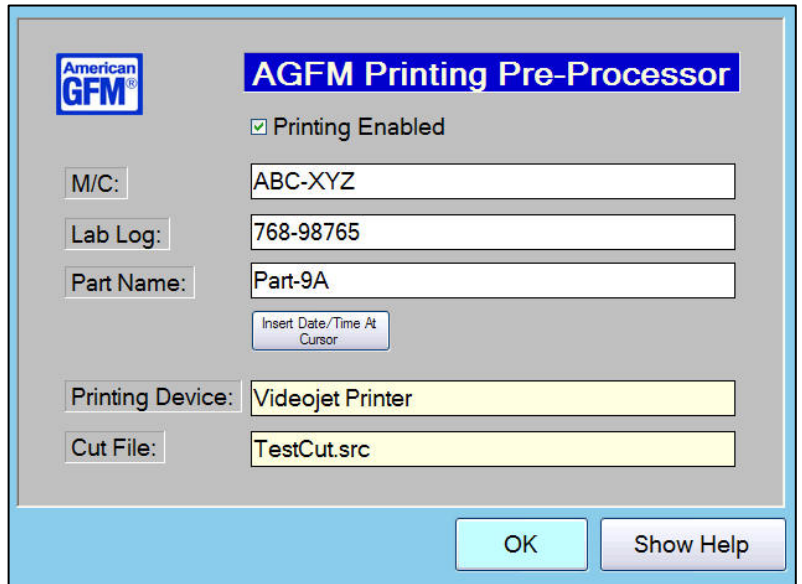 American
GFM®
AGFM Printing Pre-Processor
Printing Enabled
M/C: ABC-XYZ
Lab Log: 768-98765
Part Name: Part-9A
Insert Date/Time At
Cursor
Printing Device: Videojet Printer
Cut File: TestCut.src
OK Show Help